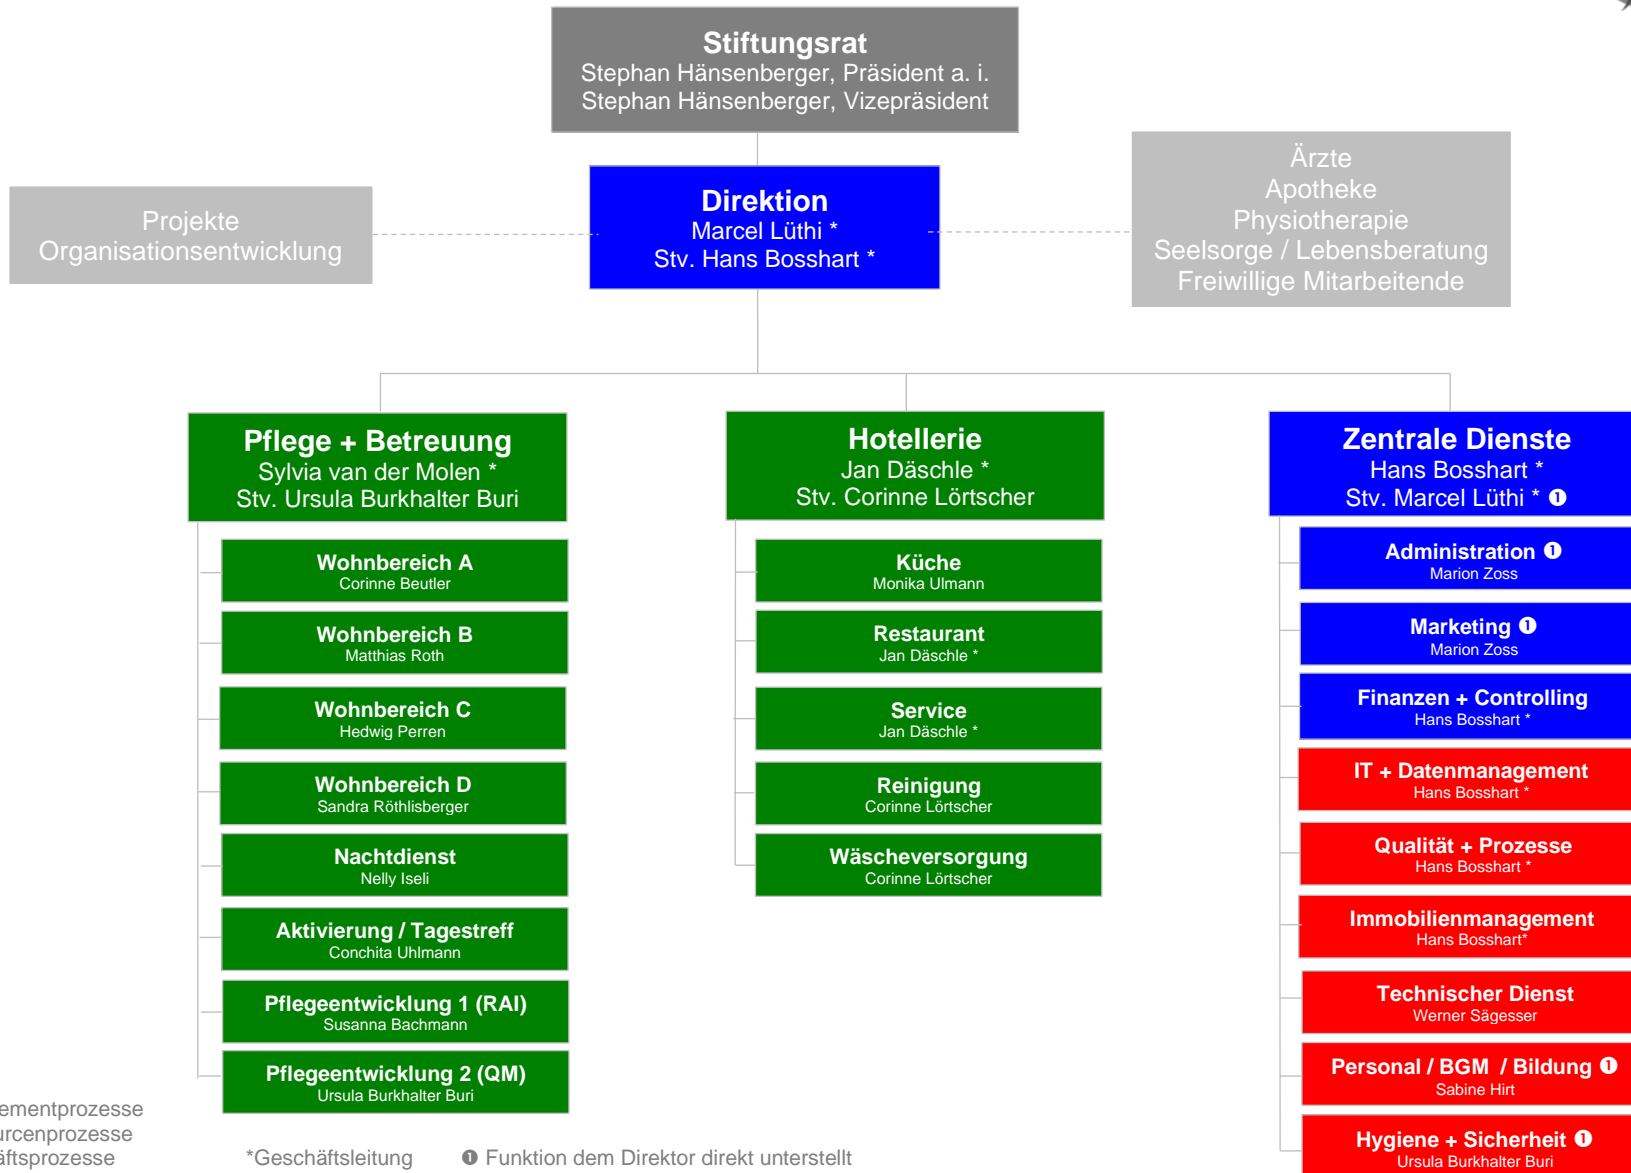 Stiftungsrat
Stephan Hänsenberger, Präsident a. i.
Stephan Hänsenberger, Vizepräsident
Projekte
Organisationsentwicklung
Direktion
Marcel Lüthi *
Stv. Hans Bosshart *
Ärzte
Apotheke
Physiotherapie
Seelsorge / Lebensberatung
Freiwillige Mitarbeitende
Pflege + Betreuung
Sylvia van der Molen *
Stv. Ursula Burkhalter Buri
Wohnbereich A
Corinne Beutler
Wohnbereich B
Matthias Roth
Wohnbereich C
Hedwig Perren
Wohnbereich D
Sandra Röthlisberger
Nachtdienst
Nelly Iseli
Aktivierung / Tagestreff
Conchita Uhlmann
Pflegeentwicklung 1 (RAI)
Susanna Bachmann
Pflegeentwicklung 2 (QM)
Ursula Burkhalter Buri
Hotellerie
Jan Däschle *
Stv. Corinne Lörtscher
Küche
Monika Ulmann
Restaurant
Jan Däschle *
Service
Jan Däschle *
Reinigung
Corinne Lörtscher
Wäscheversorgung
Corinne Lörtscher
Zentrale Dienste
Hans Bosshart *
Stv. Marcel Lüthi * ❶
Administration ❶
Marion Zoss
Marketing ❶
Marion Zoss
Finanzen + Controlling
Hans Bosshart *
IT + Datenmanagement
Hans Bosshart *
Qualität + Prozesse
Hans Bosshart *
Immobilienmanagement
Hans Bosshart*
Technischer Dienst
Werner Sägesser
Personal / BGM / Bildung ❶
Sabine Hirt
Hygiene + Sicherheit ❶
Ursula Burkhalter Buri
ementprozesse
urcenprozesse
äftsprozesse
*Geschäftsleitung ❶ Funktion dem Direktor direkt unterstellt